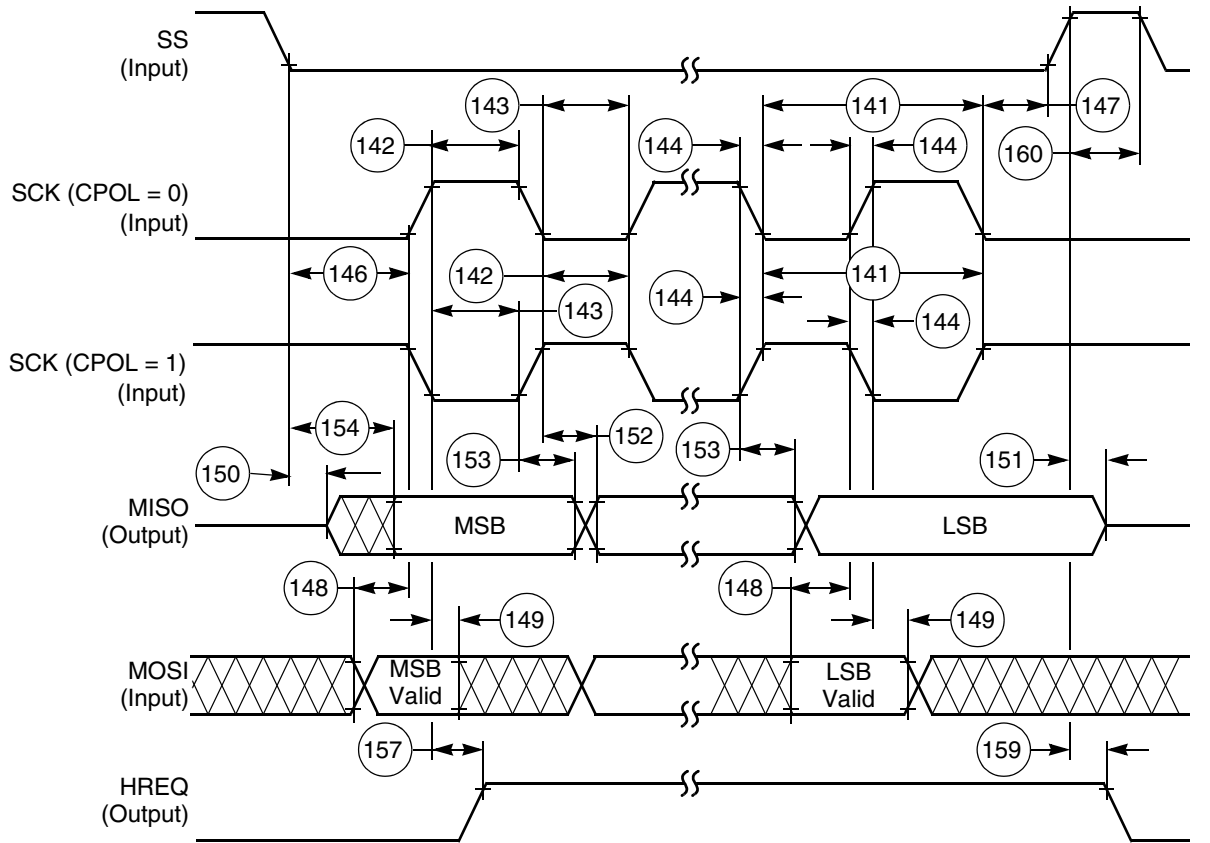 SS
(Input)
143
141
147
142
144
144
160
SCK (CPOL = 0)
(Input)
146
142
141
144
143
144
SCK (CPOL = 1)
(Input)
154
152
153
153
150
151
MISO
(Output)
MSB
LSB
148
148
149
149
MOSI
(Input)
MSB
Valid
LSB
Valid
157
159
HREQ
(Output)